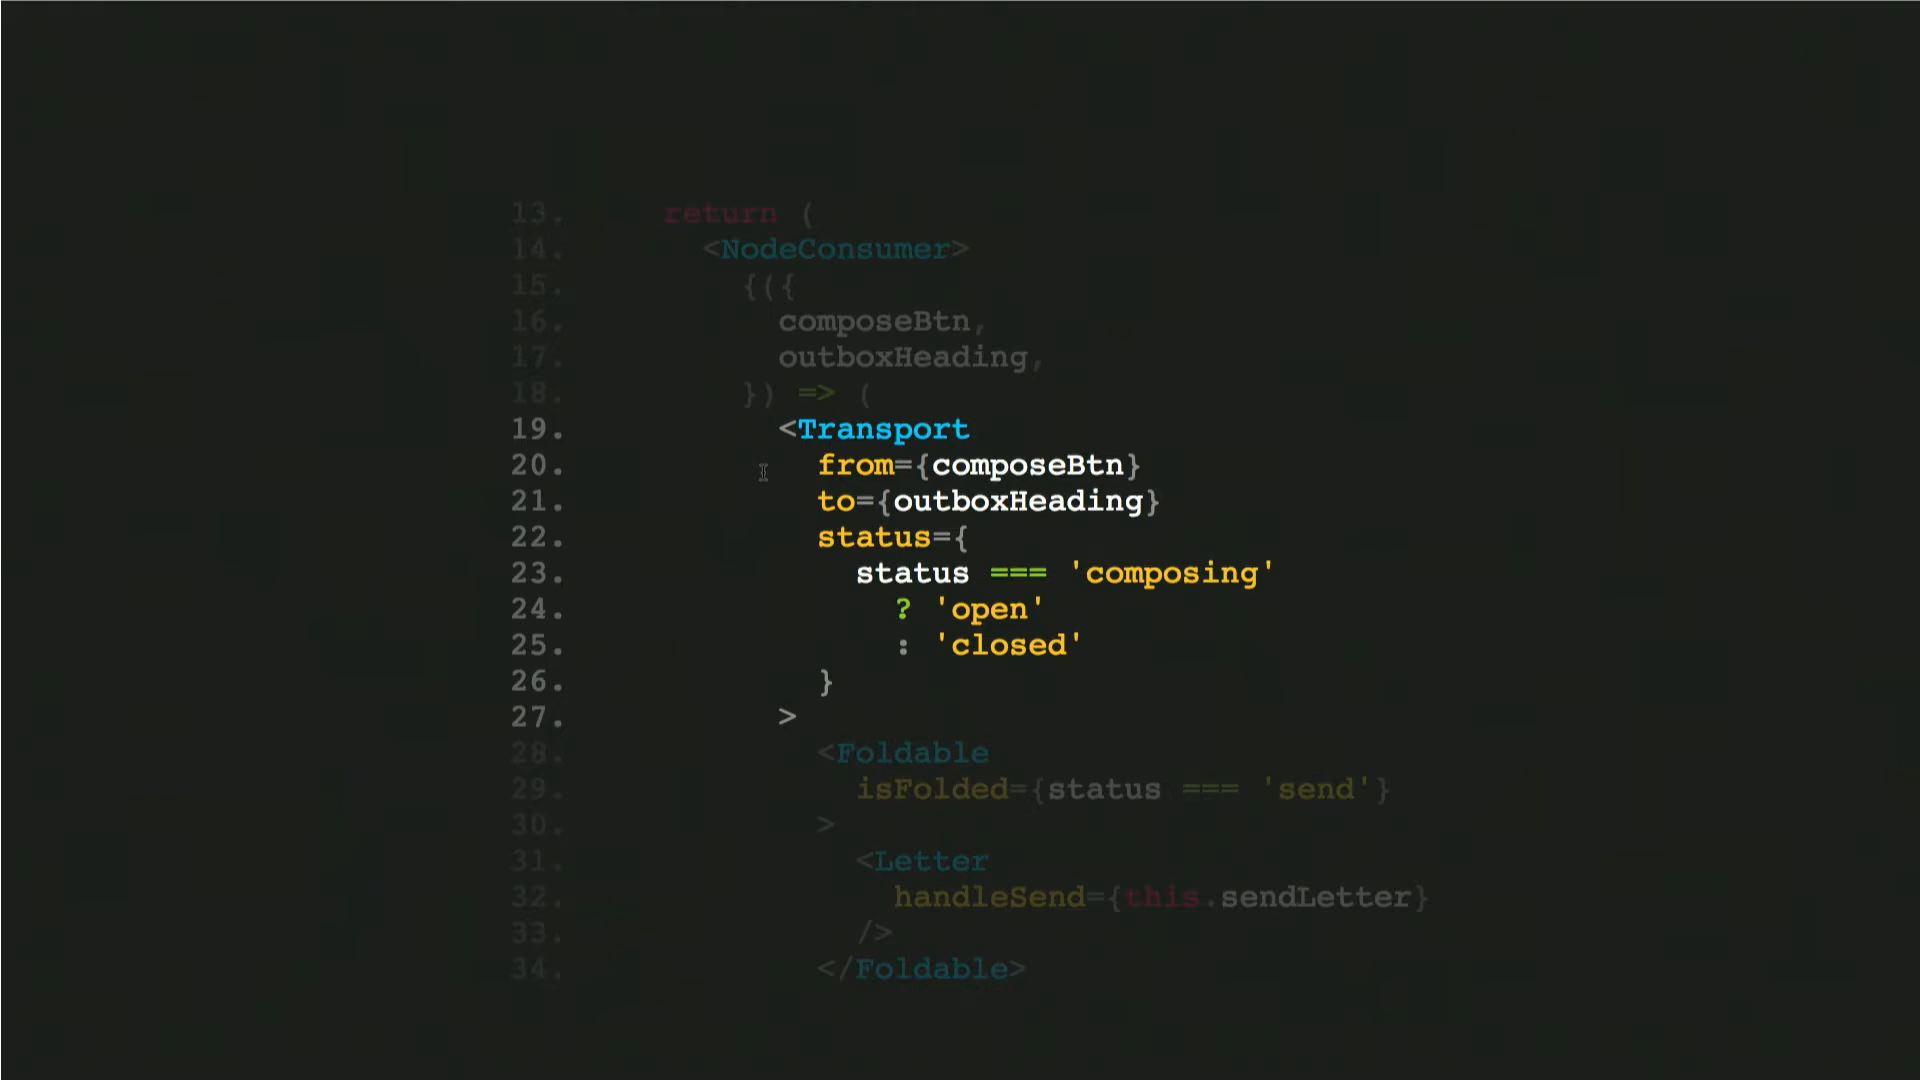 13. return (
14. <NodeConsumer>
15. {({
16. composeBtn,
17. outboxHeading,
18. }) => (
19. <Transport
20. from={composeBtn}
21. to={outboxHeading}
22. status={
23. status === 'composing'
24. ? 'open'
25. : 'closed'
26. }
27. >
28. <Foldable
29. isFolded={status === 'send'}
30. >
31. <Letter
32. handleSend={this.sendLetter}
33. />
34. </Foldable>